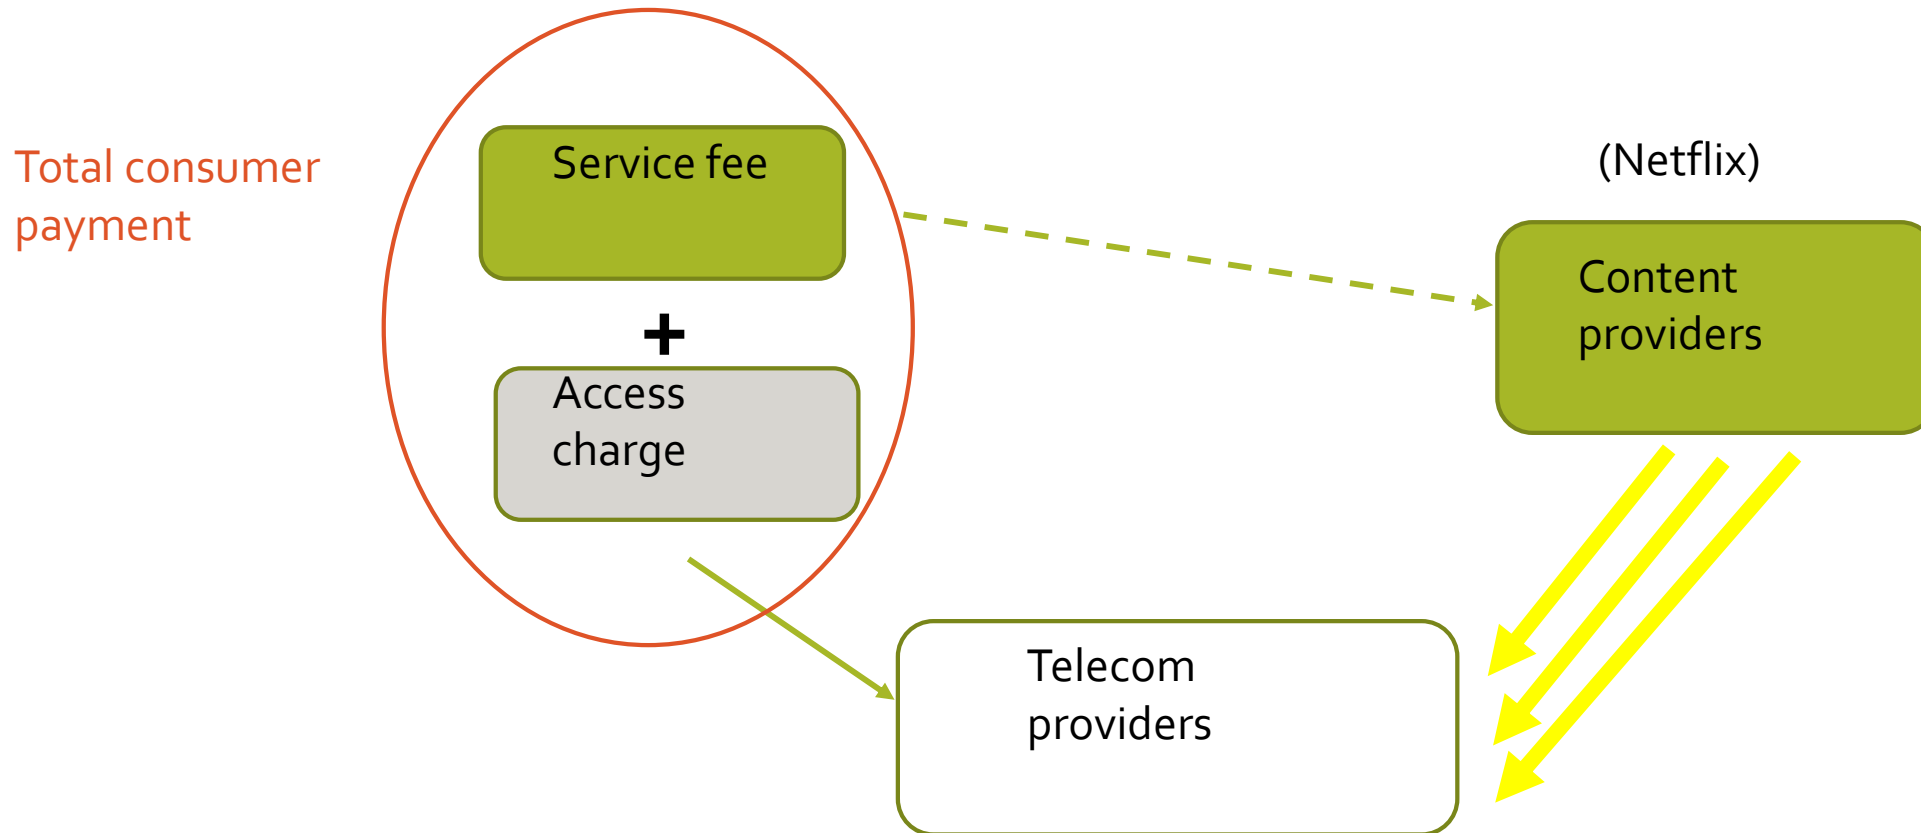 Total consumer
payment
Service fee
+
Access
charge
(Netflix)
Content
providers
Telecom
providers